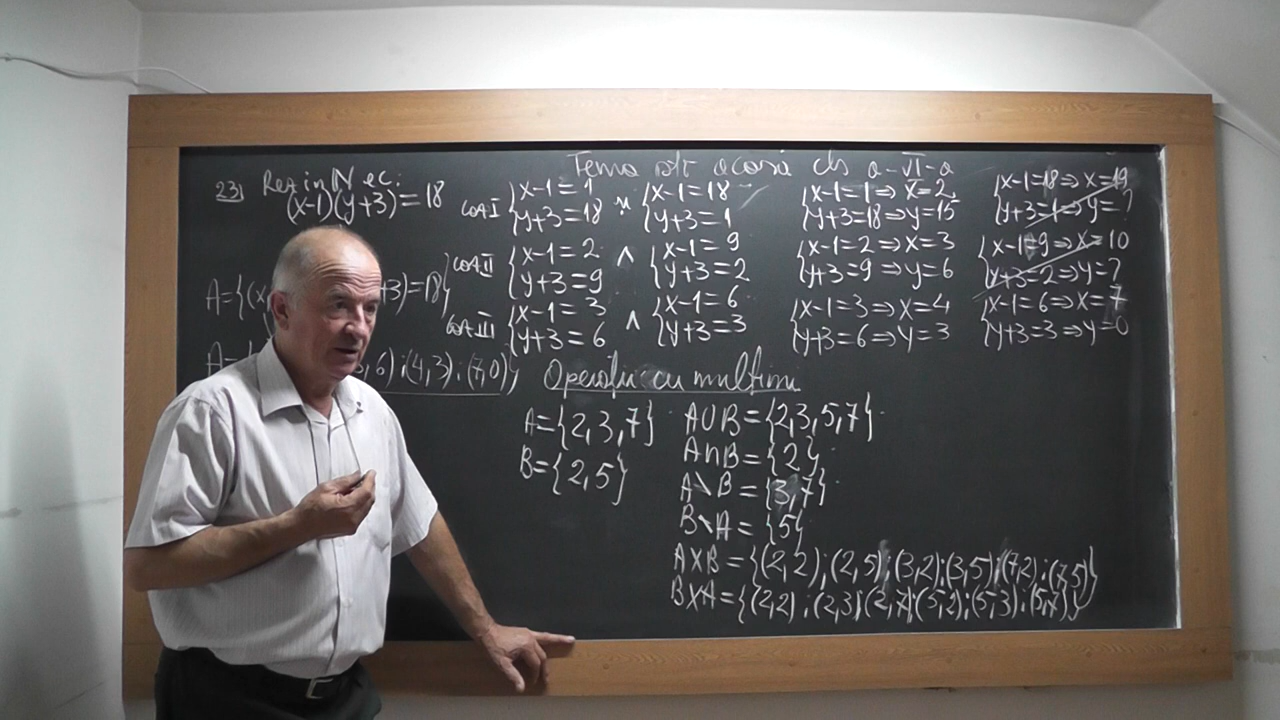 Tema pt acasă cls a-VI-a
23) Rez in N ec:
(x-1)(y+3)=18
A={(x +3)=18}
A={ 3,6);(4,3);(7,0)}
Caz I {x-1=1
y+3=18
{x-1=18
y+3=1
Caz II {x-1=2
y+3=9
∧ {x-1=9
y+3=2
Caz III {x-1=3
y+3=6
∧ {x-1=6
y+3=3
{x-1=1⇒x=2
y+3=18⇒y=15
{x-1=2⇒x=3
y+3=9⇒y=6
{x-1=3⇒x=4
y+3=6⇒y=3
{x-1=18⇒x=19
y+3=1⇒y=?
{x-1=9⇒x=10
y+3=2⇒y=?
{x-1=6⇒x=7
y+3=3⇒y=0
Operații cu mulțimi
A={2,3,7}
B={2,5}
A∪B={2,3,5,7}
A∩B={2}
A\B={3,7}
B\A={5}
AXB={(2,2);(2,5);(3,2);(3,5);(7,2);(7,5)}
BXA={(2,2);(2,3);(2,7);(5,2);(5,3);(5,7)}